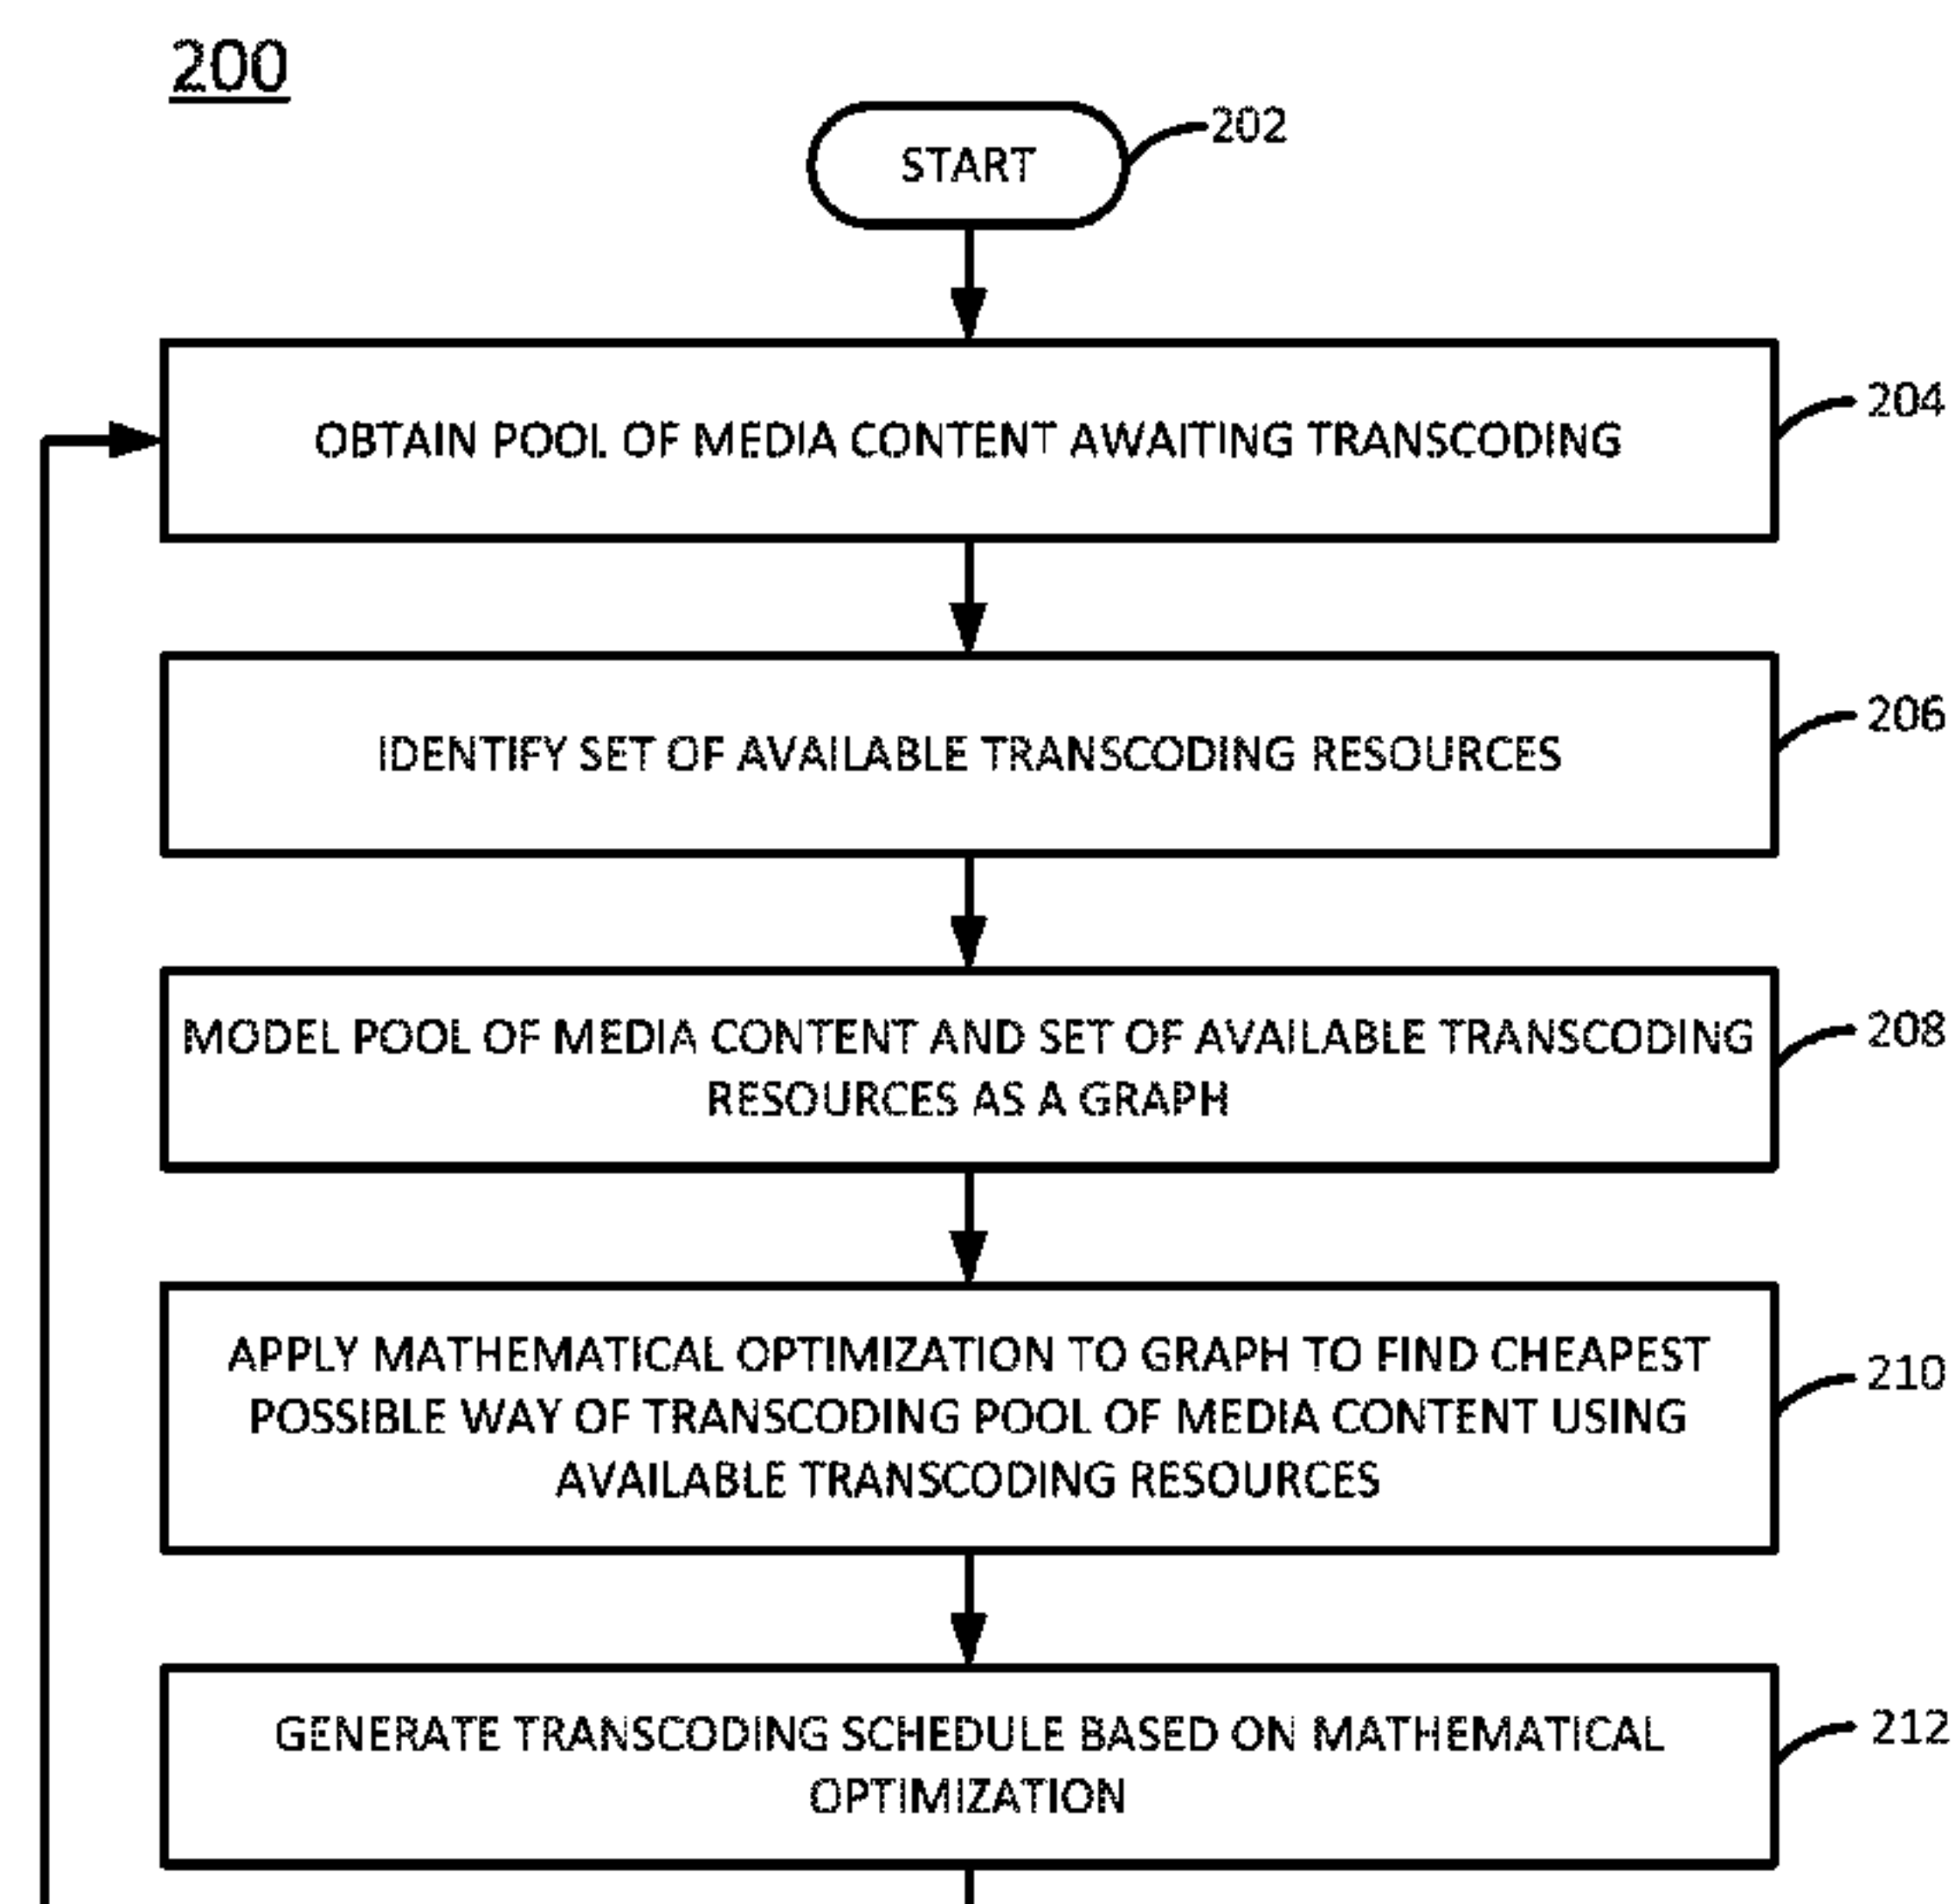 200
START
202
OBTAIN POOL OF MEDIA CONTENT AWAITING TRANSCODING
204
IDENTIFY SET OF AVAILABLE TRANSCODING RESOURCES
206
MODEL POOL OF MEDIA CONTENT AND SET OF AVAILABLE TRANSCODING
RESOURCES AS A GRAPH
208
APPLY MATHEMATICAL OPTIMIZATION TO GRAPH TO FIND CHEAPEST
POSSIBLE WAY OF TRANSCODING POOL OF MEDIA CONTENT USING
AVAILABLE TRANSCODING RESOURCES
210
GENERATE TRANSCODING SCHEDULE BASED ON MATHEMATICAL
OPTIMIZATION
212